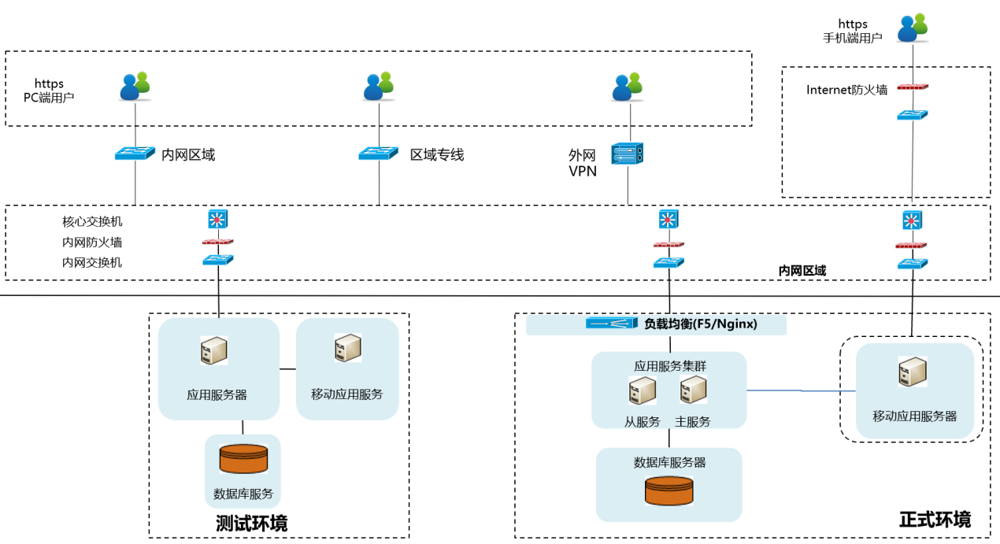 https
手机端用户
https
PC端用户
Internet防火墙
内网区域
区域专线
外网
VPN
核心交换机
内网防火墙
内网交换机
内网区域
负载均衡(F5/Nginx)
应用服务集群
应用服务器
移动应用服务
从服务
主服务
移动应用服务器
数据库服务器
数据库服务
测试环境
正式环境